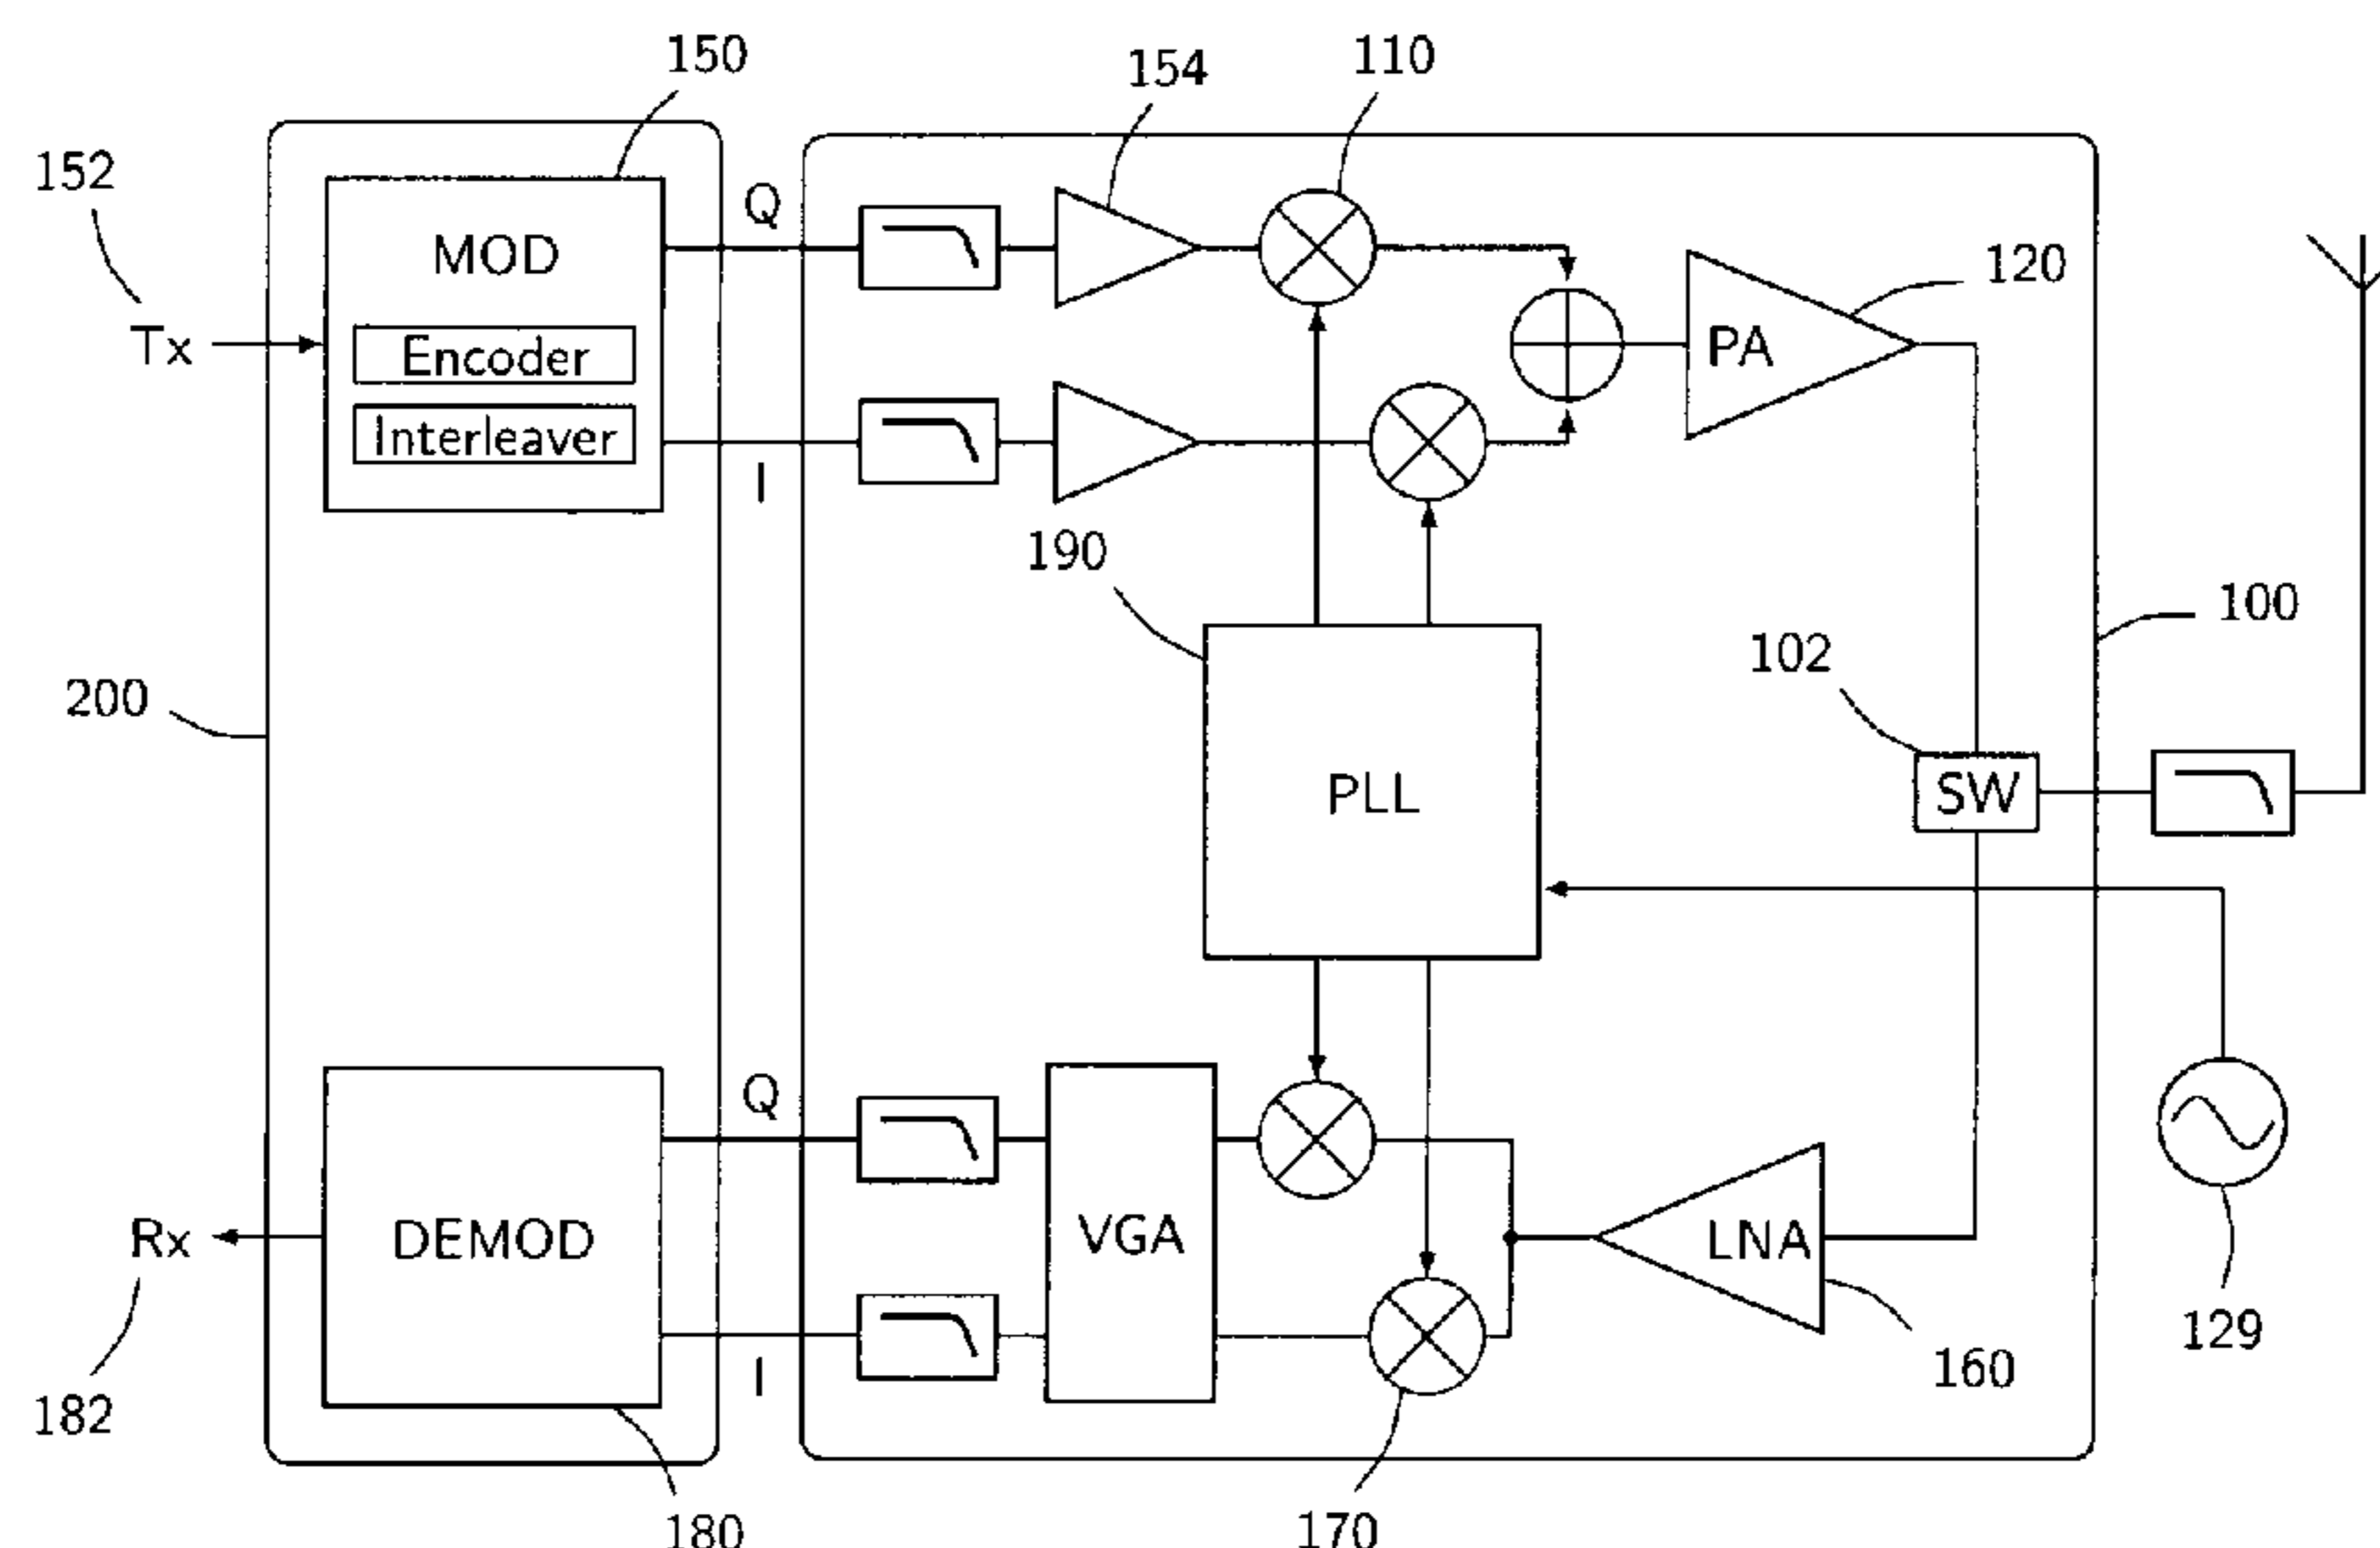 150
154
110
152
Q
MOD
120
Tx
Encoder
PA
Interleaver
I
190
100
102
200
PLL
SW
Q
Rx
DEMOD
VGA
LNA
129
I
160
182
180
170